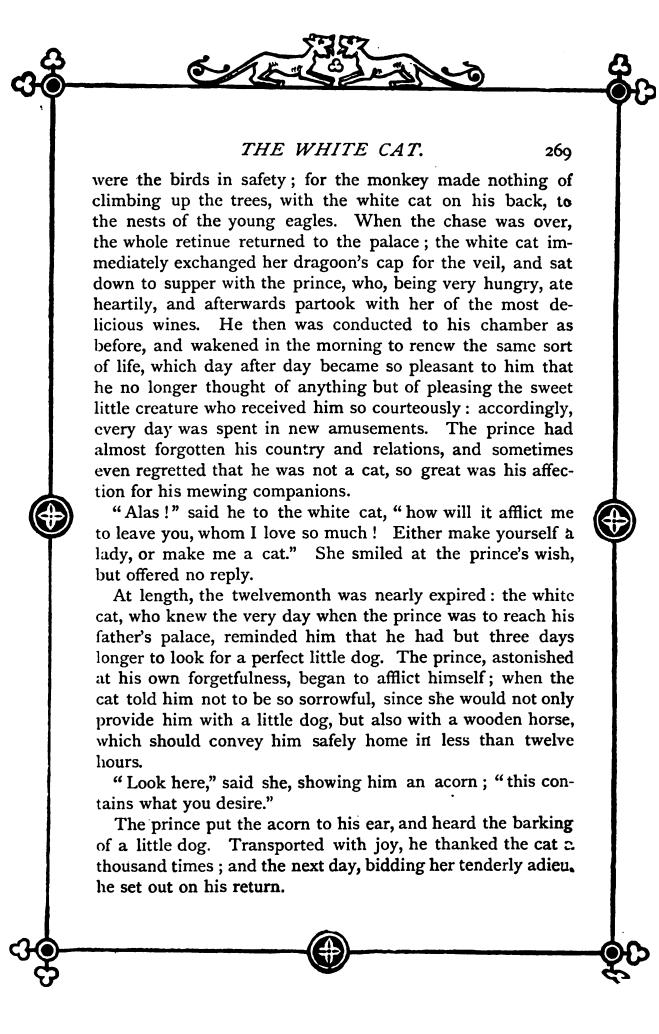 THE WHITE CAT. 269
were the birds in safety ; for the monkey made nothing of
climbing up the trees, with the white cat on his back, to
the nests of the young eagles. When the chase was over,
the whole retinue returned to the palace ; the white cat im-
mediately exchanged her dragoon's cap for the veil, and sat
down to supper with the prince, who, being very hungry, ate
heartily, and afterwards partook with her of the most de-
licious wines. He then was conducted to his chamber as
before, and wakened in the morning to renew the same sort
of life, which day after day became so pleasant to him that
he no longer thought of anything but of pleasing the sweet
little creature who received him so courteously : accordingly,
every day was spent in new amusements. The prince had
almost forgotten his country and relations, and sometimes
even regretted that he was not a cat, so great was his affec-
tion for his mewing companions.
"Alas !" said he to the white cat, "how will it afflict me
to leave you, whom I love so much ! Either make yourself a
lady, or make me a cat." She smiled at the prince's wish,
but offered no reply.
At length, the twelvemonth was nearly expired : the white
cat, who knew the very day when the prince was to reach his
father's palace, reminded him that he had but three days
longer to look for a perfect little dog. The prince, astonished
at his own forgetfulness, began to afflict himself ; when the
cat told him not to be so sorrowful, since she would not only
provide him with a little dog, but also with a wooden horse,
which should convey him safely home in less than twelve
hours.
"Look here," said she, showing him an acorn ; "this con-
tains what you desire."
The prince put the acorn to his ear, and heard the barking
of a little dog. Transported with joy, he thanked the cat a
thousand times ; and the next day, bidding her tenderly adieu,
he set out on his return.